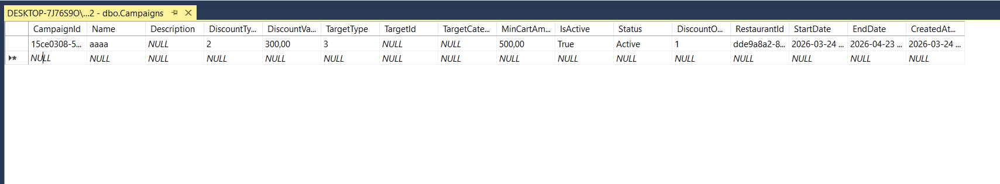 DESKTOP-7J76S9O\...2 - dbo.Campaigns
CampaignId Name Description DiscountTy... DiscountVa... TargetType TargetId TargetCate... MinCartAm... IsActive Status DiscountO... RestaurantId StartDate EndDate CreatedAt...
15ce0308-5... aaaa NULL 2 300,00 3 NULL NULL 500,00 True Active 1 dde9a8a2-8... 2026-03-24 ... 2026-04-23 ... 2026-03-24 ...
NULL NULL NULL NULL NULL NULL NULL NULL NULL NULL NULL NULL NULL NULL NULL NULL